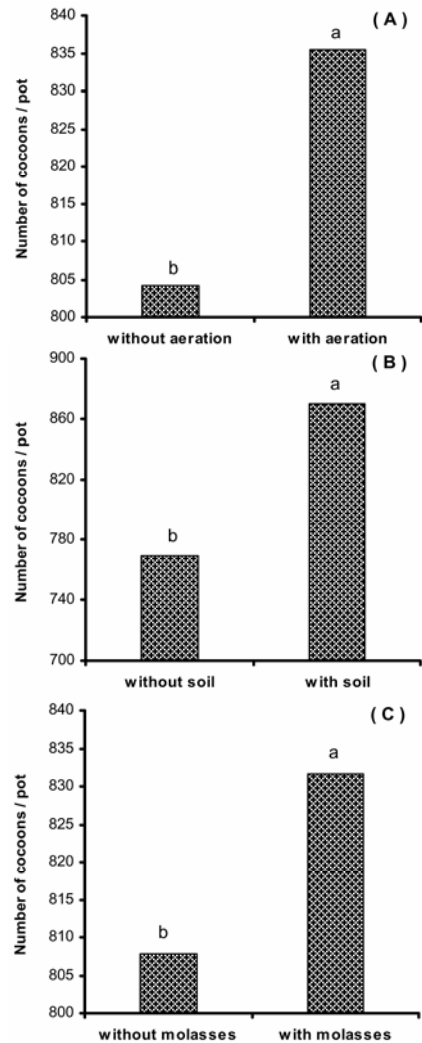 ( A )
Number of cocoons / pot
840
835
830
825
820
815
810
805
800
a
b
without aeration with aeration
( B )
Number of cocoons / pot
900
860
820
780
740
700
a
b
without soil with soil
( C )
Number of cocoons / pot
840
835
830
825
820
815
810
805
800
a
b
without molasses with molasses